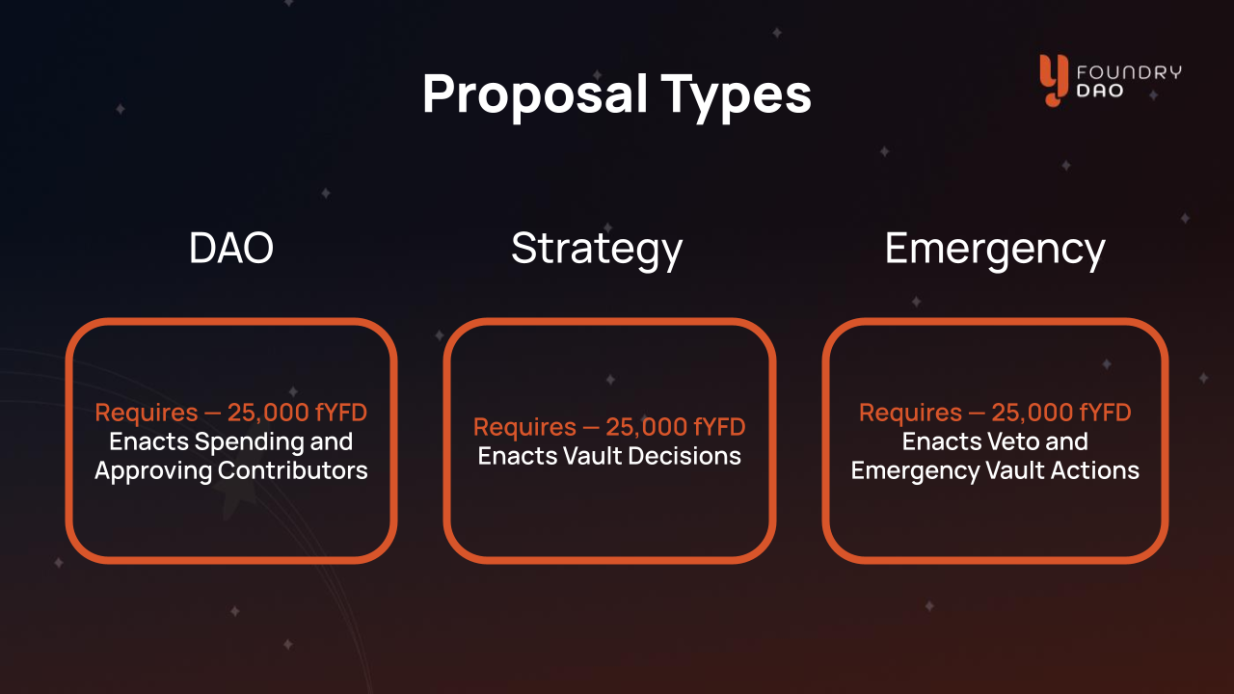 Proposal Types
FOUNDRY
DAO
DAO
Strategy
Emergency
Requires — 25,000 fYFD
Enacts Spending and
Approving Contributors
Requires — 25,000 fYFD
Enacts Vault Decisions
Requires — 25,000 fYFD
Enacts Veto and
Emergency Vault Actions